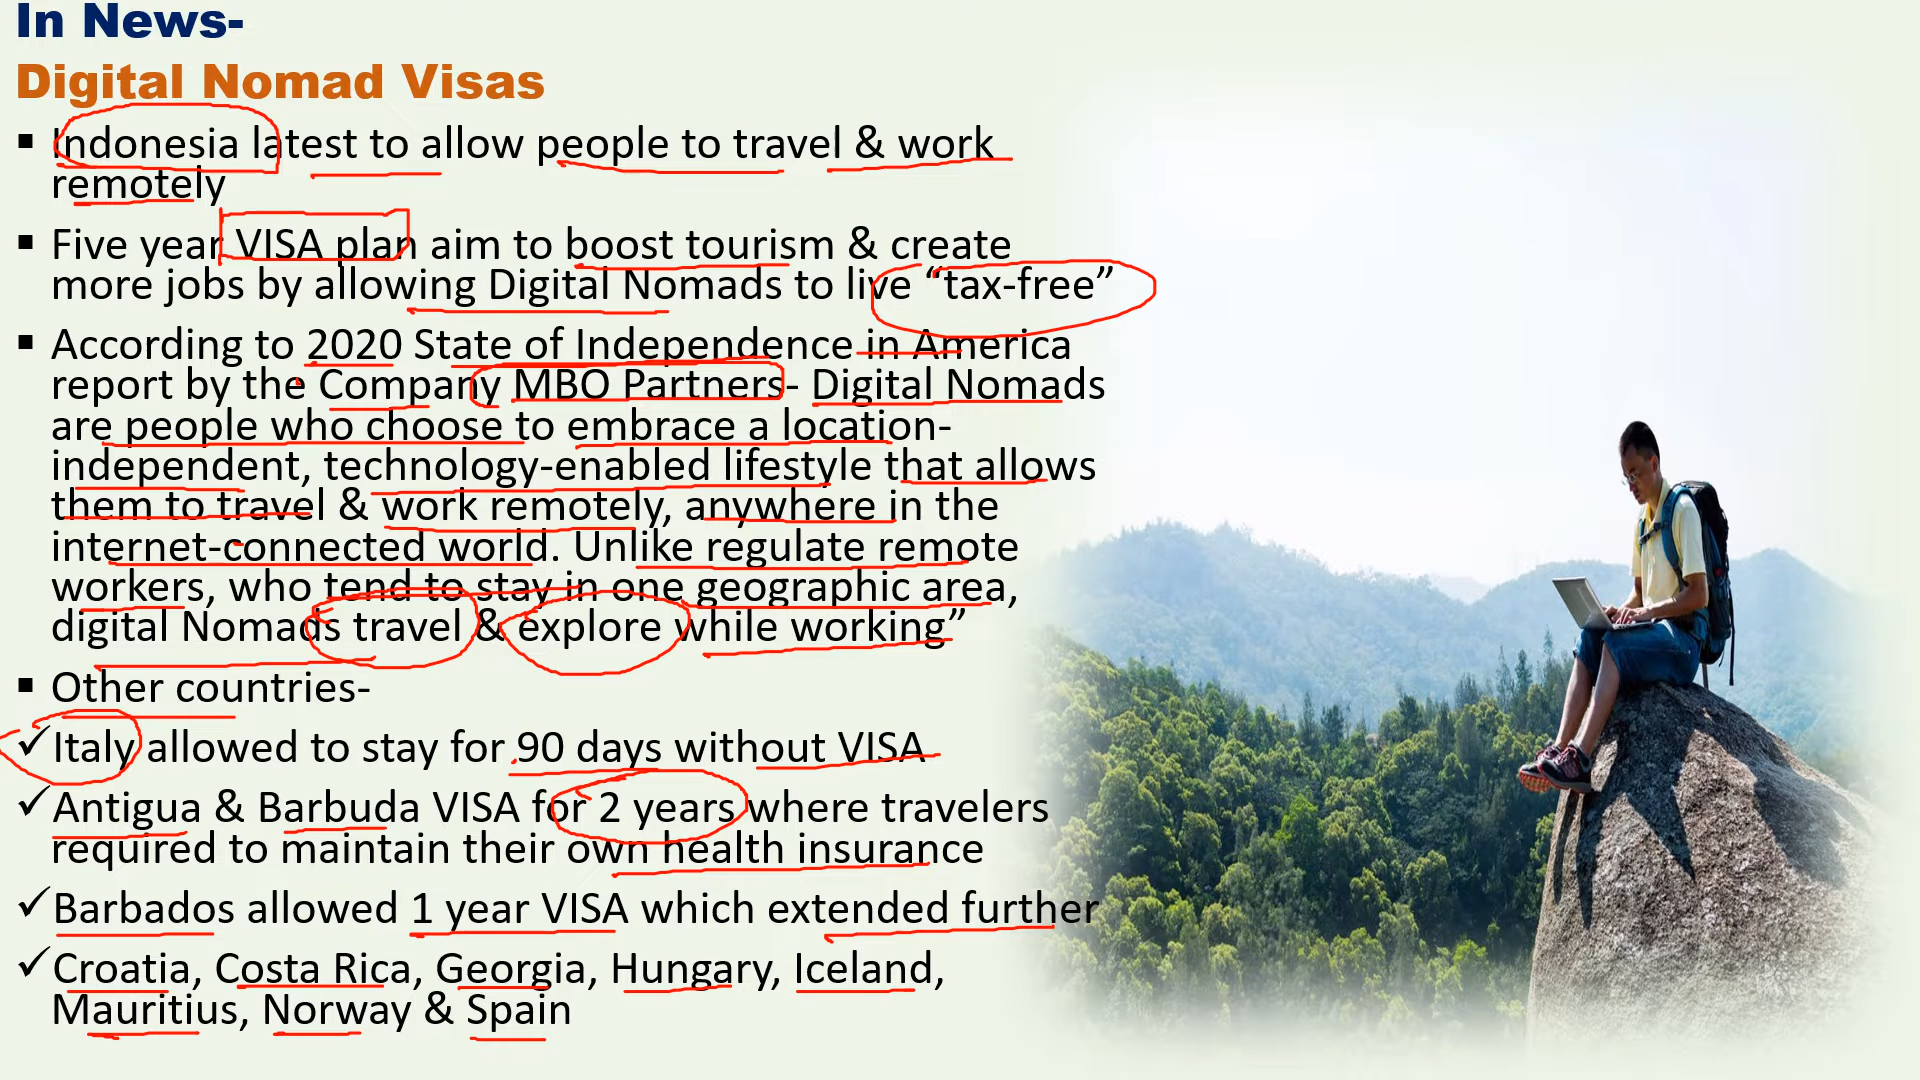 In News-
Digital Nomad Visas
▪ Indonesia latest to allow people to travel & work
remotely
▪ Five year VISA plan aim to boost tourism & create
more jobs by allowing Digital Nomads to live “tax-free”
▪ According to 2020 State of Independence in America
report by the Company MBO Partners- Digital Nomads
are people who choose to embrace a location-
independent, technology-enabled lifestyle that allows
them to travel & work remotely, anywhere in the
internet-connected world. Unlike regulate remote
workers, who tend to stay in one geographic area,
digital Nomads travel & explore while working”
▪ Other countries-
✓Italy allowed to stay for 90 days without VISA
✓Antigua & Barbuda VISA for 2 years where travelers
required to maintain their own health insurance
✓Barbados allowed 1 year VISA which extended further
✓Croatia, Costa Rica, Georgia, Hungary, Iceland,
Mauritius, Norway & Spain